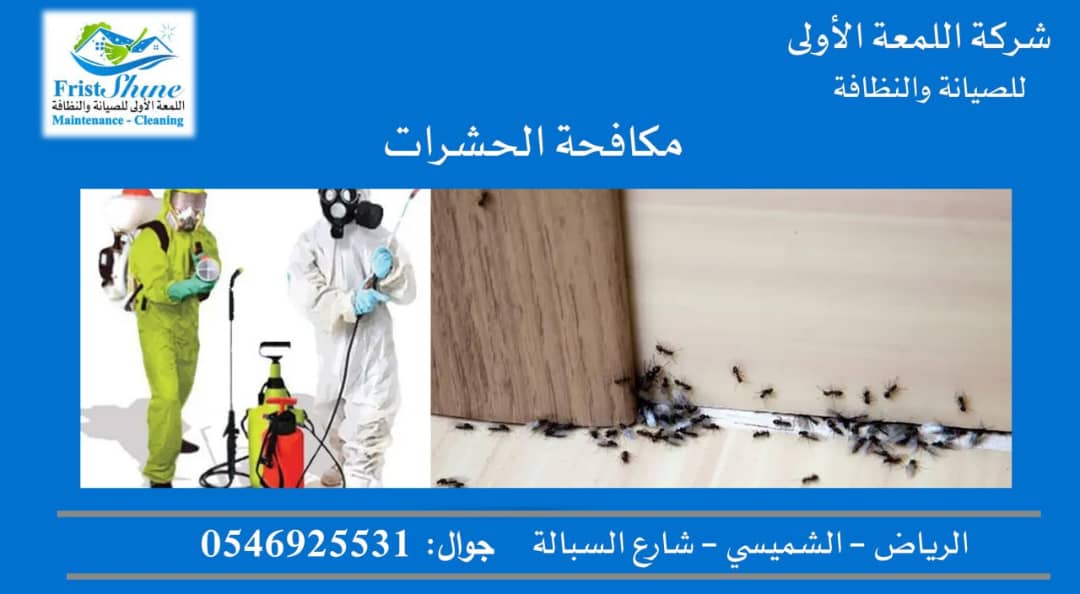 شركة اللمعة الأولى
للصيانة والنظافة
Frist Shine
اللمعة الأولى للصيانة والنظافة
Maintenance - Cleaning
مكافحة الحشرات
الرياض - الشميسي - شارع السبالة جوال: 0546925531